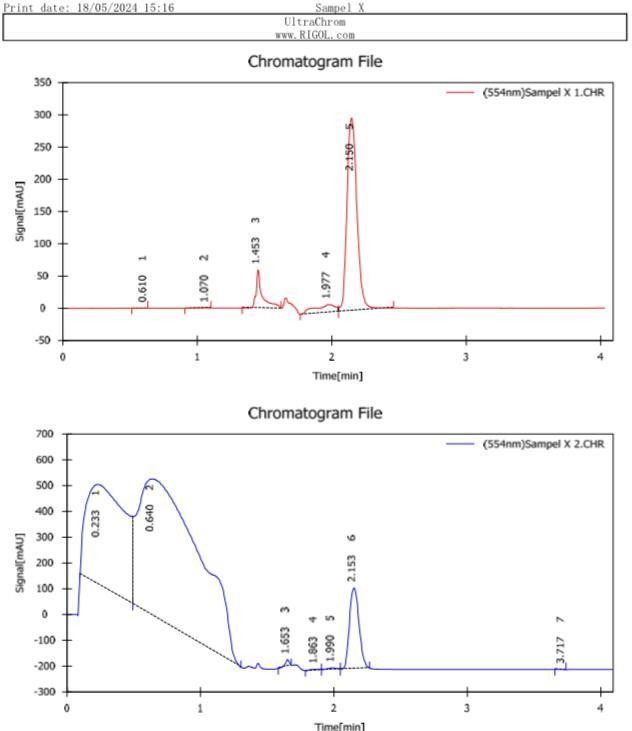 Print date: 18/05/2024 15:16 Sampel X
UltraChrom
www.RIGOL.com
Chromatogram File
(554nm)Sampel X 1.CHR
350
300
250
200
150
100
50
0
-50
Signal[mAU]
0.610 1
1.070 2
1.453 3
1.977 4
2.150 5
0 1 2 3 4
Time[min]
Chromatogram File
(554nm)Sampel X 2.CHR
700
600
500
400
300
200
100
0
-100
-200
-300
Signal[mAU]
0.233 1
0.640 2
1.653 3
1.863 4
1.990 5
2.153 6
3.717 7
0 1 2 3 4
Time[min]